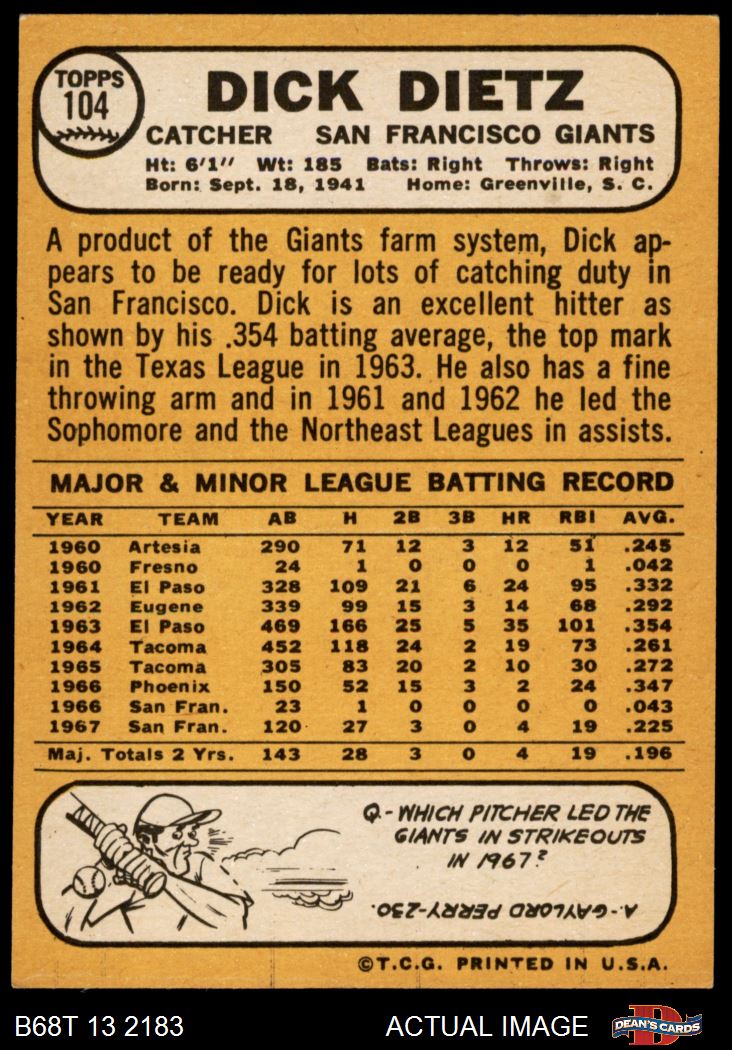 TOPPS
104
DICK DIETZ
CATCHER SAN FRANCISCO GIANTS
Ht: 6'1" Wt: 185 Bats: Right Throws: Right
Born: Sept. 18, 1941 Home: Greenville, S. C.
A product of the Giants farm system, Dick ap-
pears to be ready for lots of catching duty in
San Francisco. Dick is an excellent hitter as
shown by his .354 batting average, the top mark
in the Texas League in 1963. He also has a fine
throwing arm and in 1961 and 1962 he led the
Sophomore and the Northeast Leagues in assists.
MAJOR & MINOR LEAGUE BATTING RECORD
YEAR TEAM AB H 2B 3B HR RBI AVG.
1960 Artesia 290 71 12 3 12 51 .245
1960 Fresno 24 1 0 0 0 1 .042
1961 El Paso 328 109 21 6 24 95 .332
1962 Eugene 339 99 15 3 14 68 .292
1963 El Paso 469 166 25 5 35 101 .354
1964 Tacoma 452 118 24 2 19 73 .261
1965 Tacoma 305 83 20 2 10 30 .272
1966 Phoenix 150 52 15 3 2 24 .347
1966 San Fran. 23 1 0 0 0 0 .043
1967 San Fran. 120 27 3 0 4 19 .225
Maj. Totals 2 Yrs. 143 28 3 0 4 19 .196
Q.- WHICH PITCHER LED THE
GIANTS IN STRIKEOUTS
IN 1967?
A.- GAYLORD PERRY-230.
©T.C.G. PRINTED IN U.S.A.
B68T 13 2183 ACTUAL IMAGE
D
DEAN'S CARDS